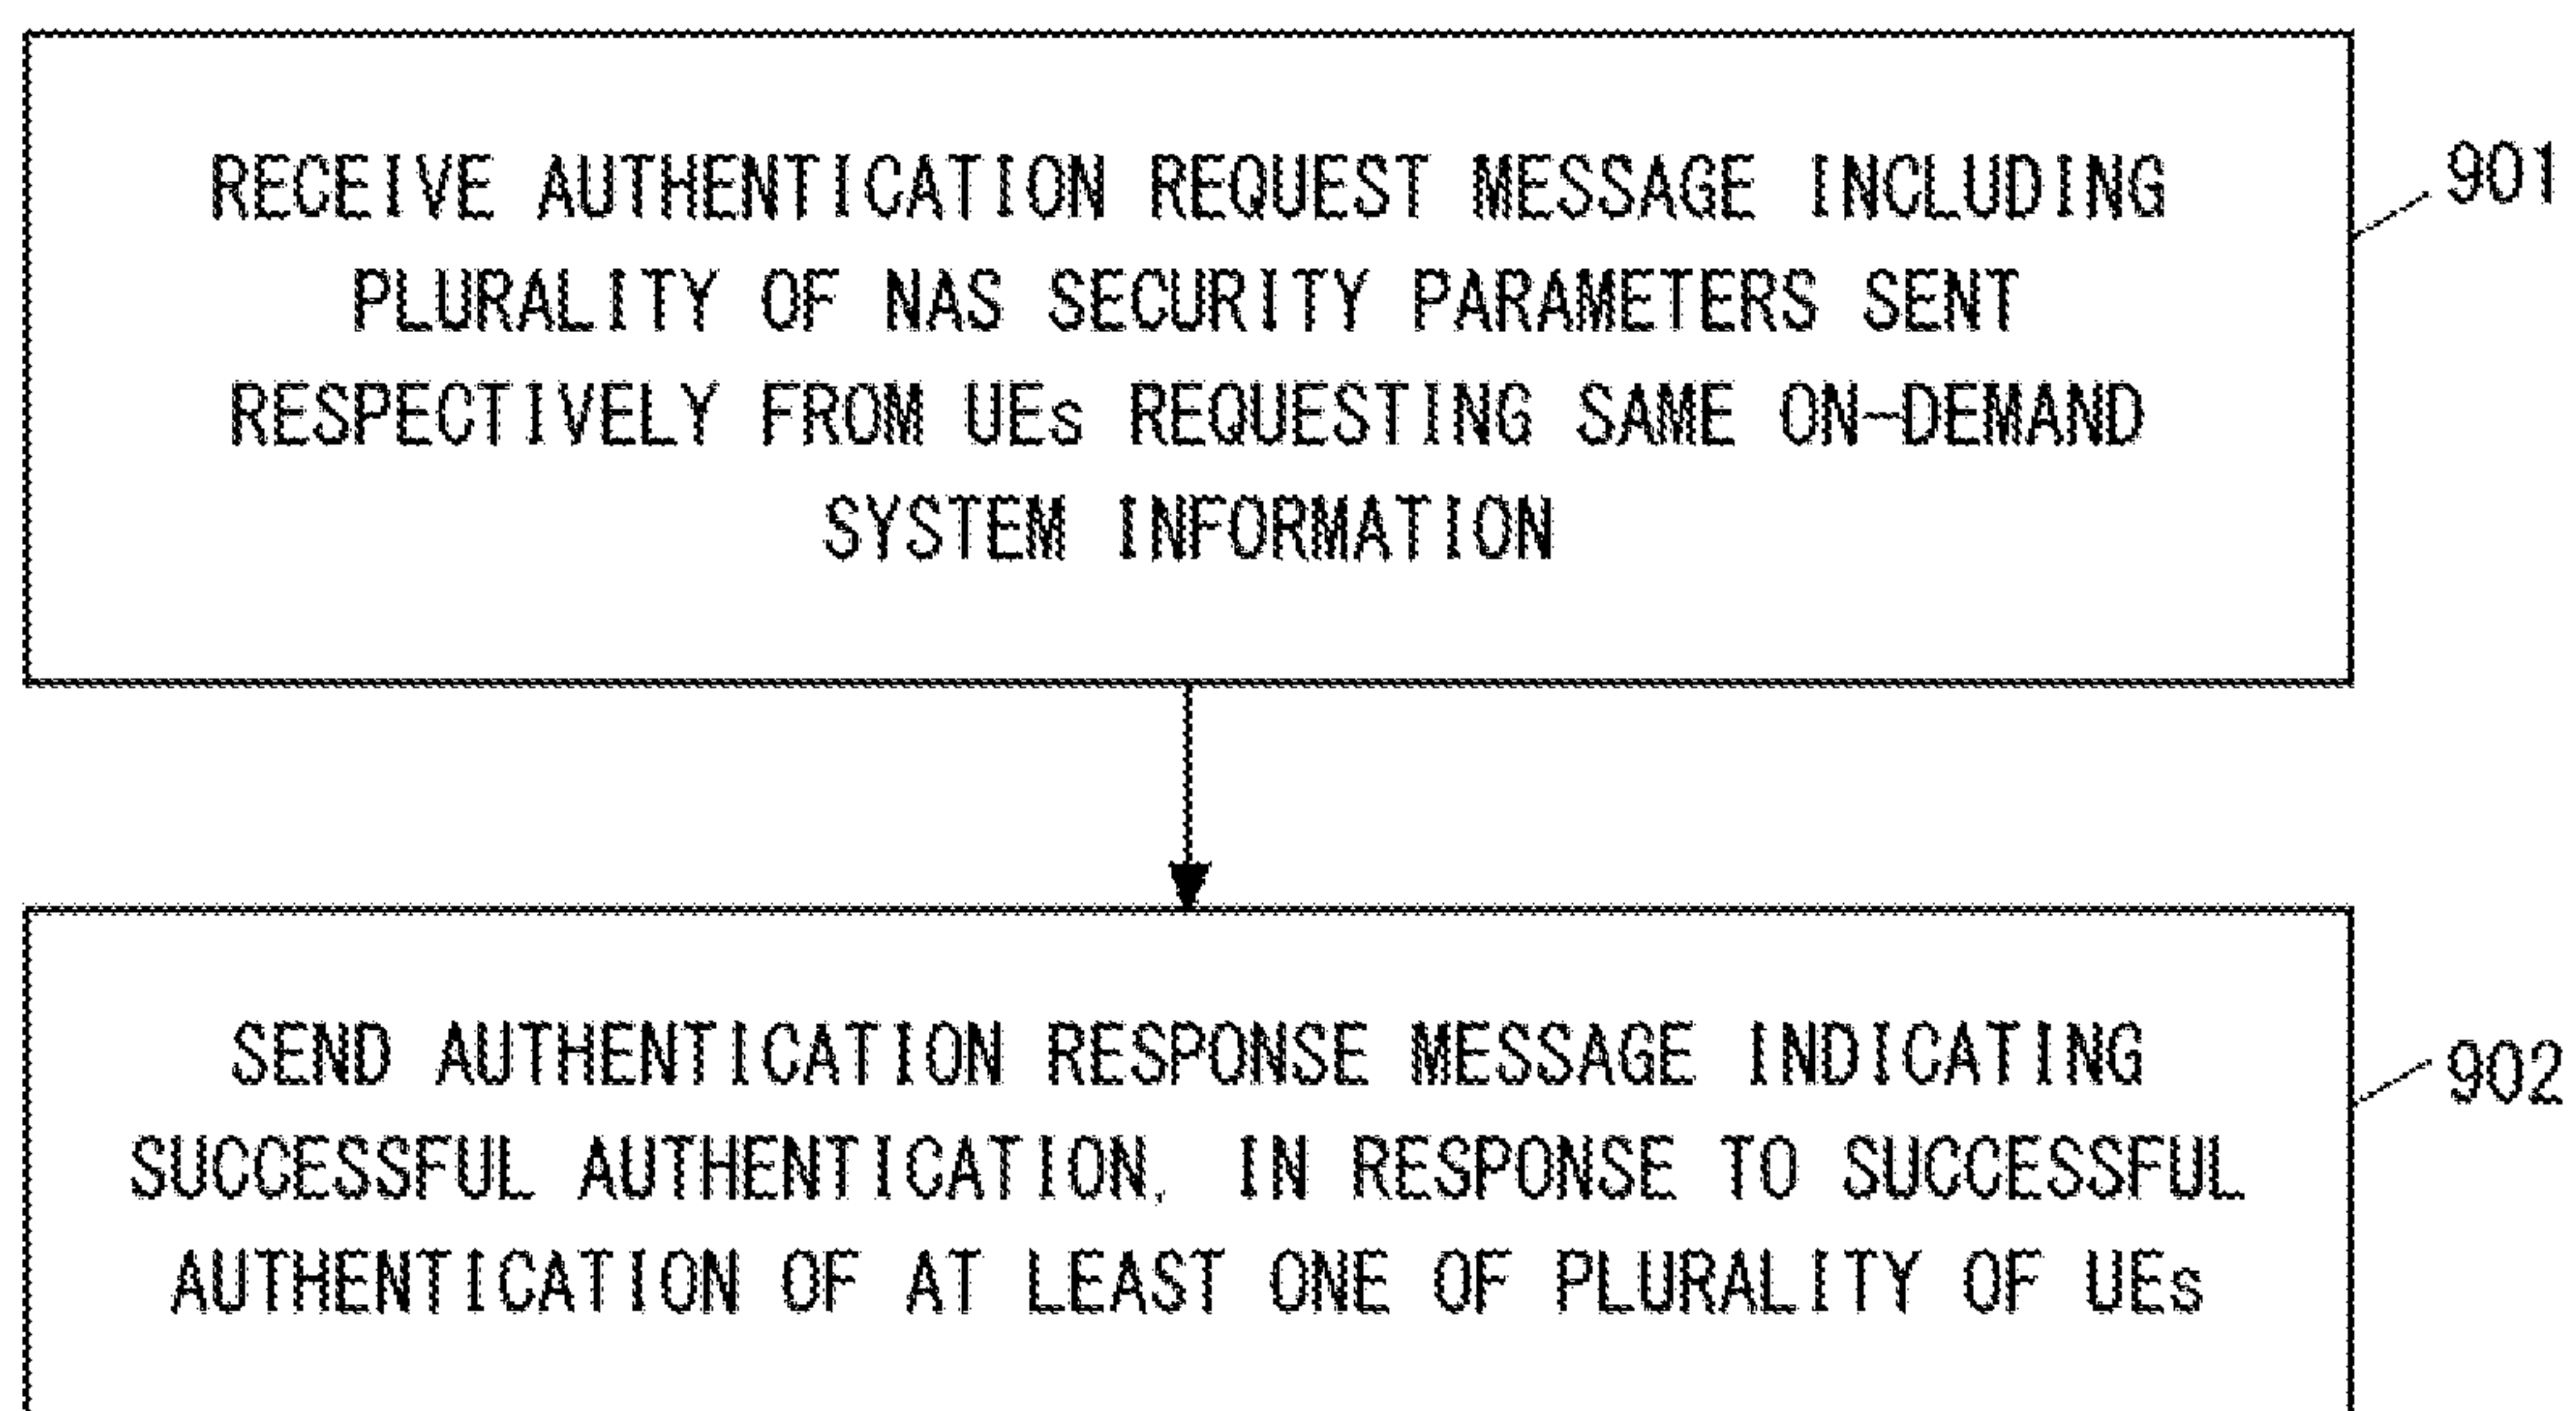 RECEIVE AUTHENTICATION REQUEST MESSAGE INCLUDING
PLURALITY OF NAS SECURITY PARAMETERS SENT
RESPECTIVELY FROM UEs REQUESTING SAME ON-DEMAND
SYSTEM INFORMATION
901
SEND AUTHENTICATION RESPONSE MESSAGE INDICATING
SUCCESSFUL AUTHENTICATION, IN RESPONSE TO SUCCESSFUL
AUTHENTICATION OF AT LEAST ONE OF PLURALITY OF UEs
902